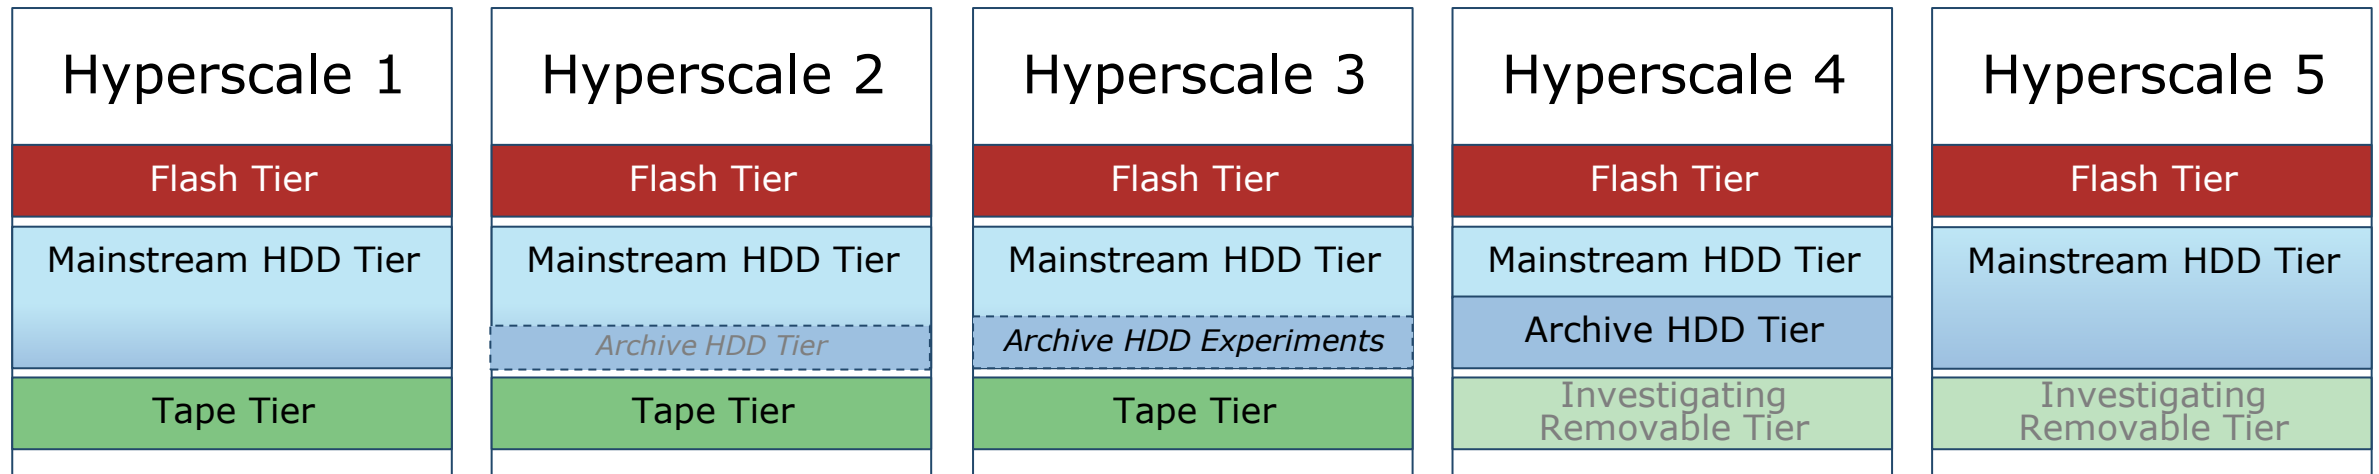 Hyperscale 1
Flash Tier
Mainstream HDD Tier
Tape Tier
Hyperscale 2
Flash Tier
Mainstream HDD Tier
Archive HDD Tier
Tape Tier
Hyperscale 3
Flash Tier
Mainstream HDD Tier
Archive HDD Experiments
Tape Tier
Hyperscale 4
Flash Tier
Mainstream HDD Tier
Archive HDD Tier
Investigating
Removable Tier
Hyperscale 5
Flash Tier
Mainstream HDD Tier
Investigating
Removable Tier